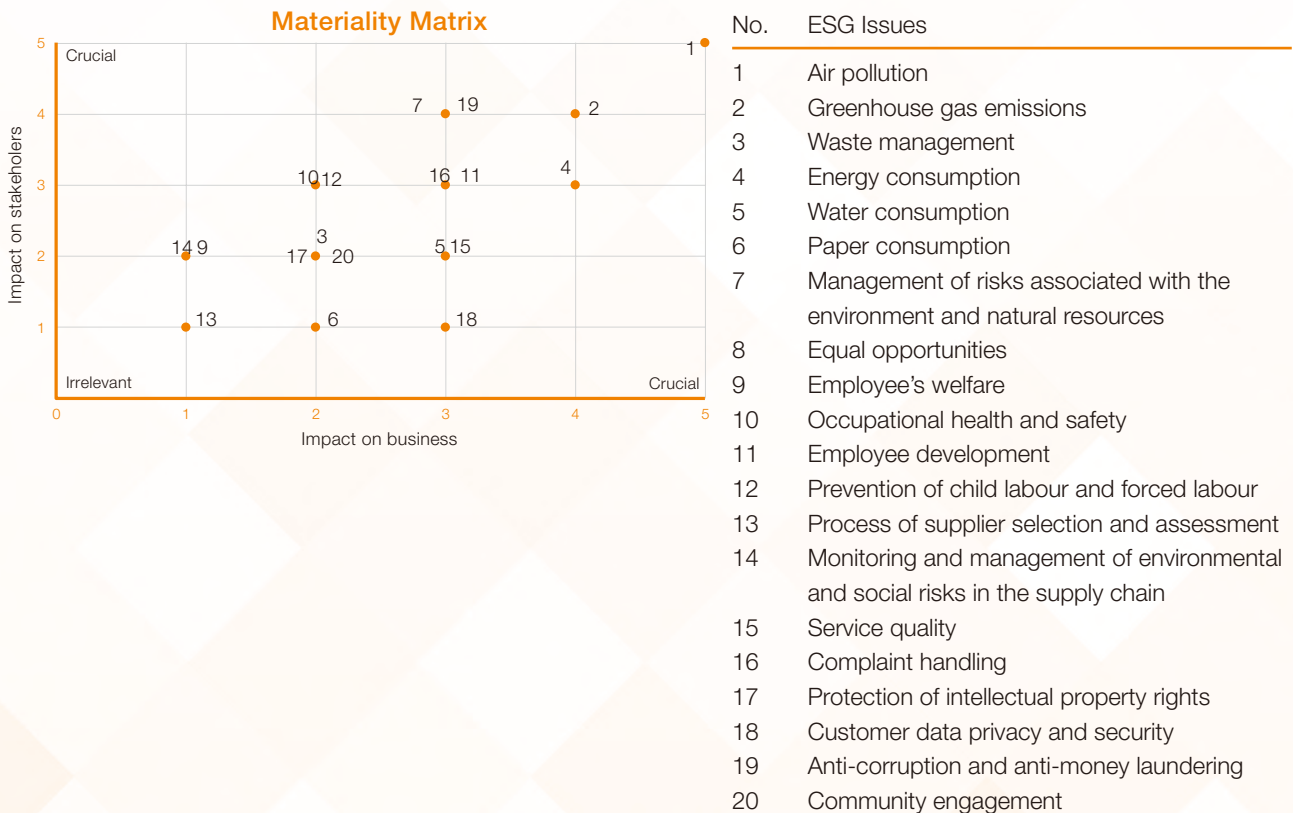 Materiality Matrix
5
Crucial
1
4
7 19
2
10 12
16 11
4
3
14 9
3
17 20
5 15
2
13
6
18
1
Irrelevant
Crucial
0 1 2 3 4 5
Impact on business
Impact on stakeholers
No. ESG Issues
1 Air pollution
2 Greenhouse gas emissions
3 Waste management
4 Energy consumption
5 Water consumption
6 Paper consumption
7 Management of risks associated with the
environment and natural resources
8 Equal opportunities
9 Employee’s welfare
10 Occupational health and safety
11 Employee development
12 Prevention of child labour and forced labour
13 Process of supplier selection and assessment
14 Monitoring and management of environmental
and social risks in the supply chain
15 Service quality
16 Complaint handling
17 Protection of intellectual property rights
18 Customer data privacy and security
19 Anti-corruption and anti-money laundering
20 Community engagement